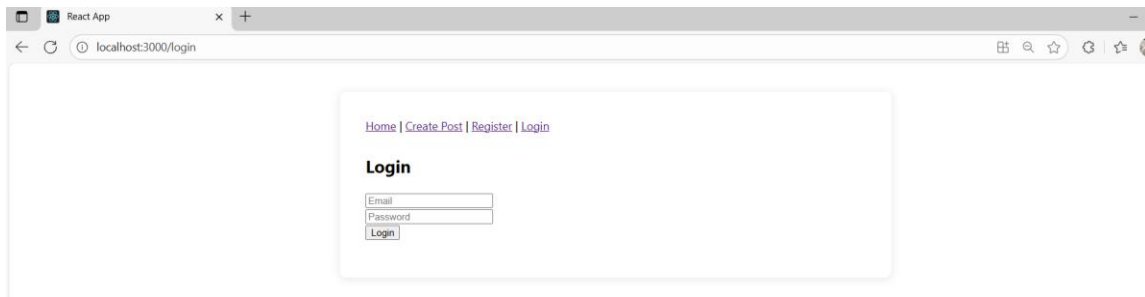 React App
localhost:3000/login
Home | Create Post | Register | Login
Login
Email
Password
Login